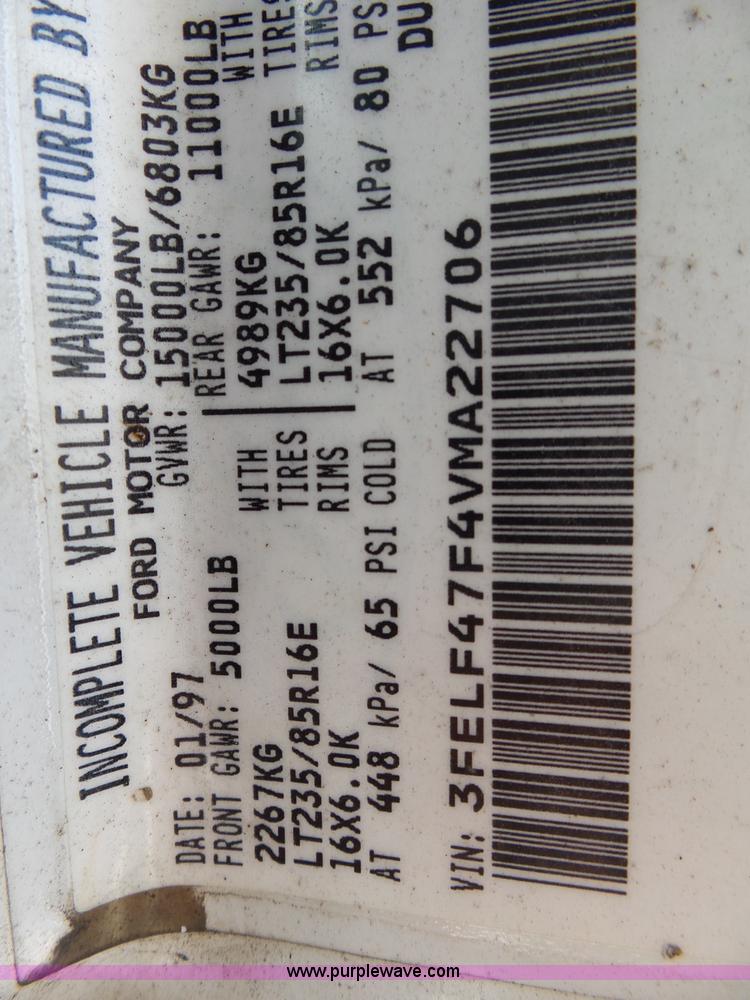 INCOMPLETE VEHICLE MANUFACTURED BY
FORD MOTOR COMPANY
DATE: 01/97 GVWR: 15000LB/6803KG
FRONT GAWR: 5000LB REAR GAWR: 11000LB
2267KG WITH 4989KG WITH
LT235/85R16E TIRES LT235/85R16E TIRES
16X6.0K RIMS 16X6.0K RIMS
AT 448 kPa/ 65 PSI COLD AT 552 kPa/ 80 PS
DU
VIN: 3FELF47F4VMA22706
www.purplewave.com